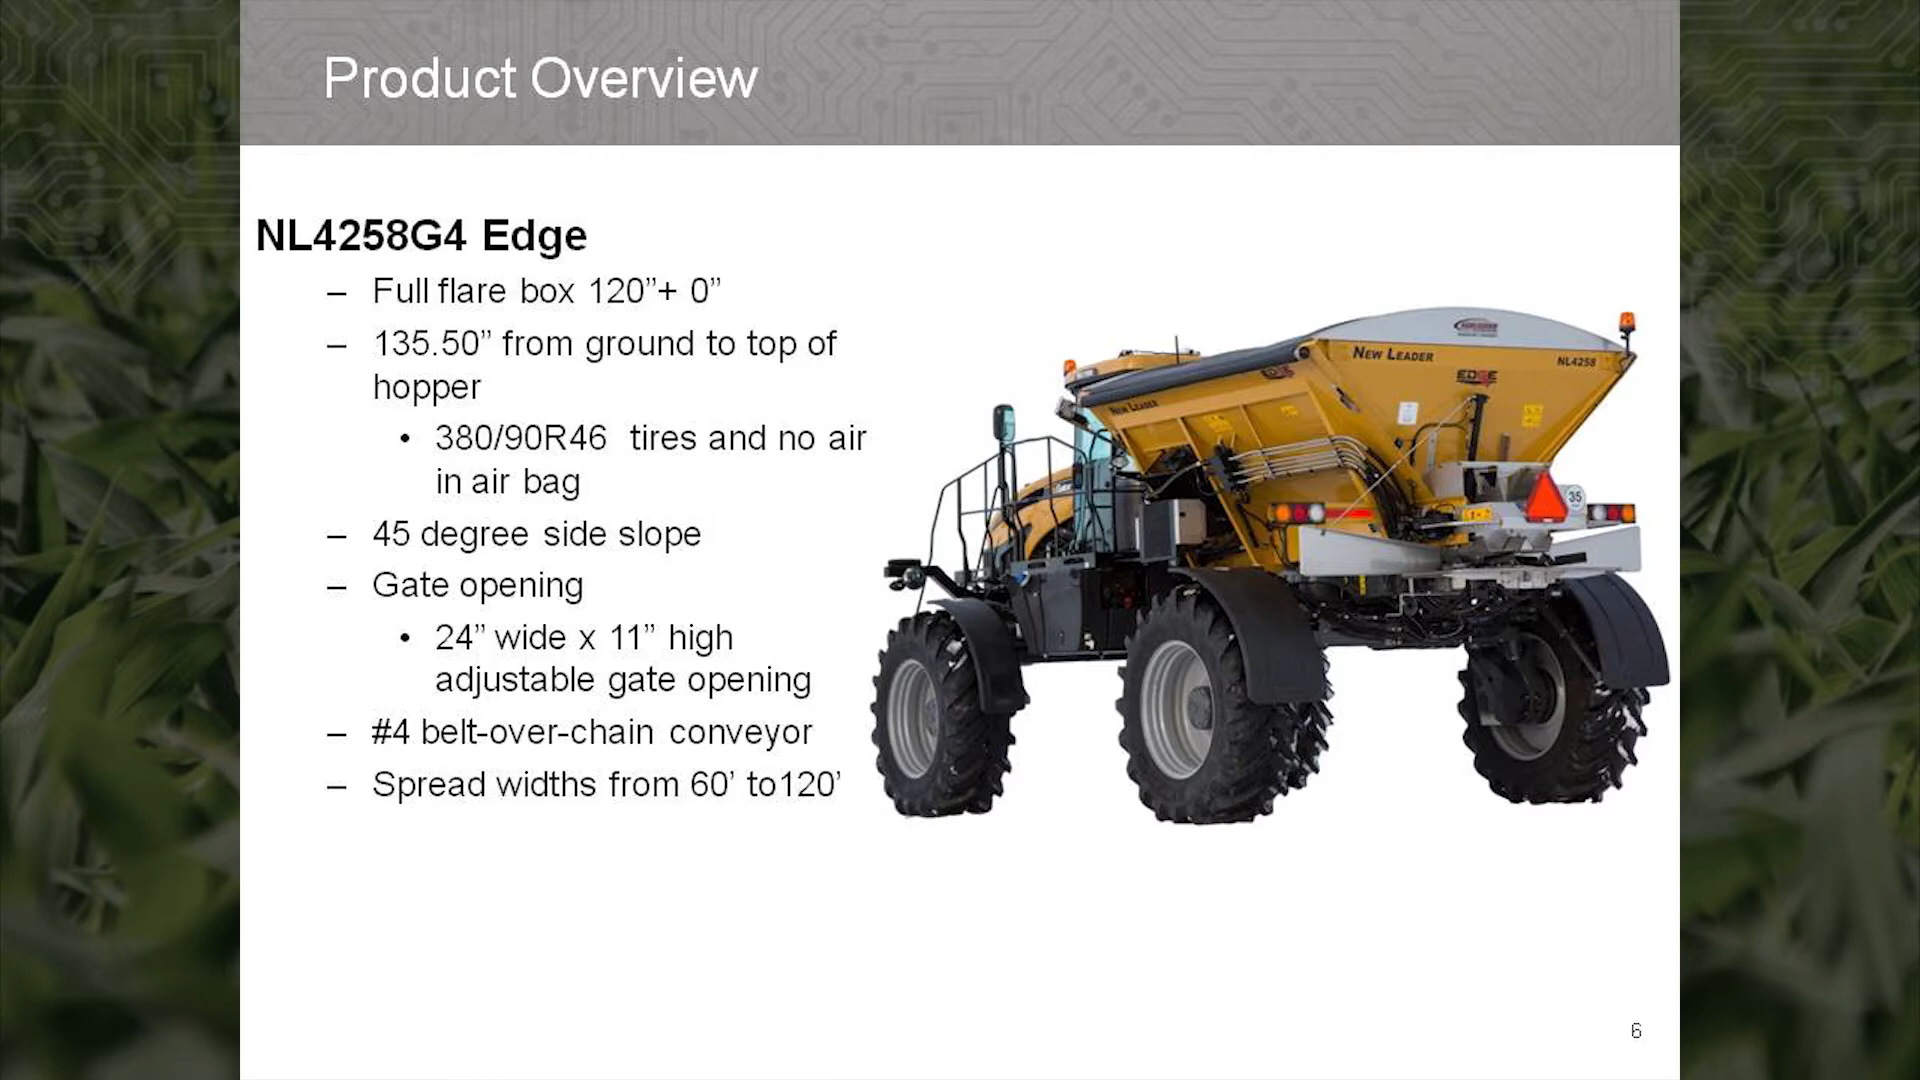 Product Overview
NL4258G4 Edge
– Full flare box 120”+ 0”
– 135.50” from ground to top of
hopper
• 380/90R46 tires and no air
in air bag
– 45 degree side slope
– Gate opening
• 24” wide x 11” high
adjustable gate opening
– #4 belt-over-chain conveyor
– Spread widths from 60’ to120’
NEW LEADER
NL4258
EDGE
NEW LEADER
35
6